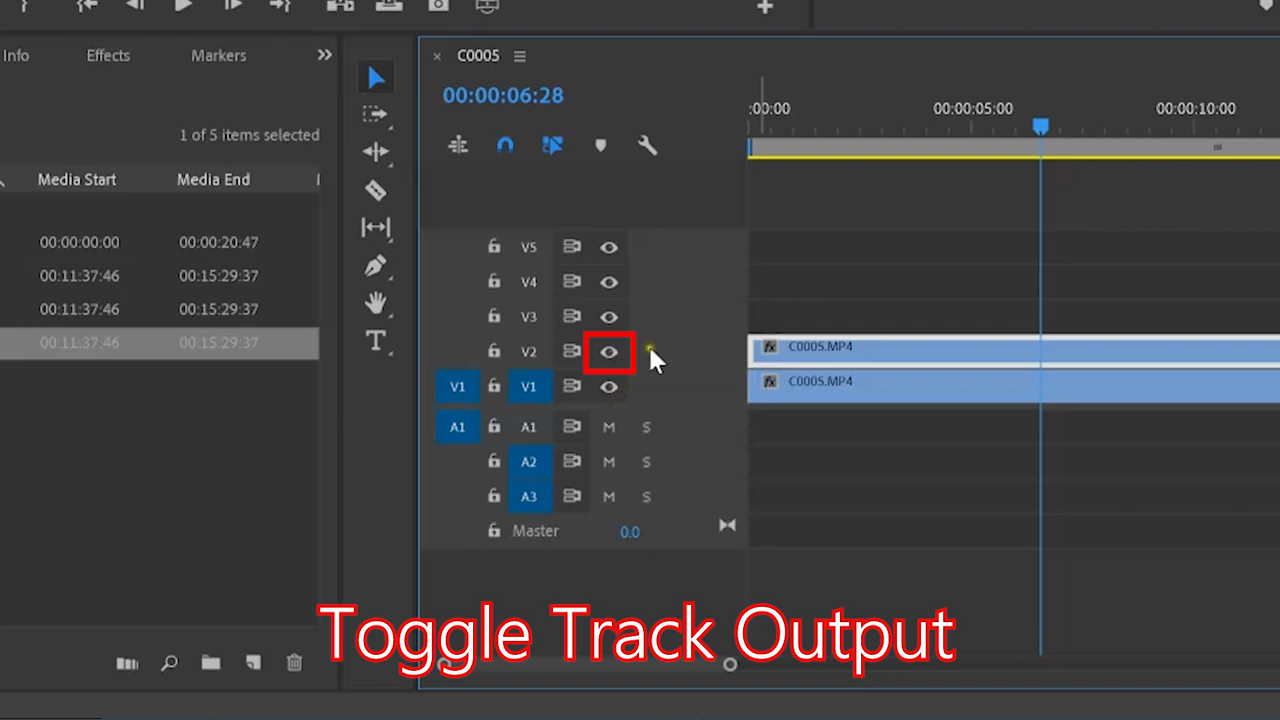 C0005
Info Effects Markers
00:00:06:28
:00:00 00:00:05:00 00:00:10:00
1 of 5 items selected
Media Start Media End
00:00:00:00 00:00:20:47
00:11:37:46 00:15:29:37
00:11:37:46 00:15:29:37
00:11:37:46 00:15:29:37
V5
V4
V3
V2 fx C0005.MP4
V1 V1 fx C0005.MP4
A1 A1 M S
A2 M S
A3 M S
Master 0.0
T
Toggle Track Output